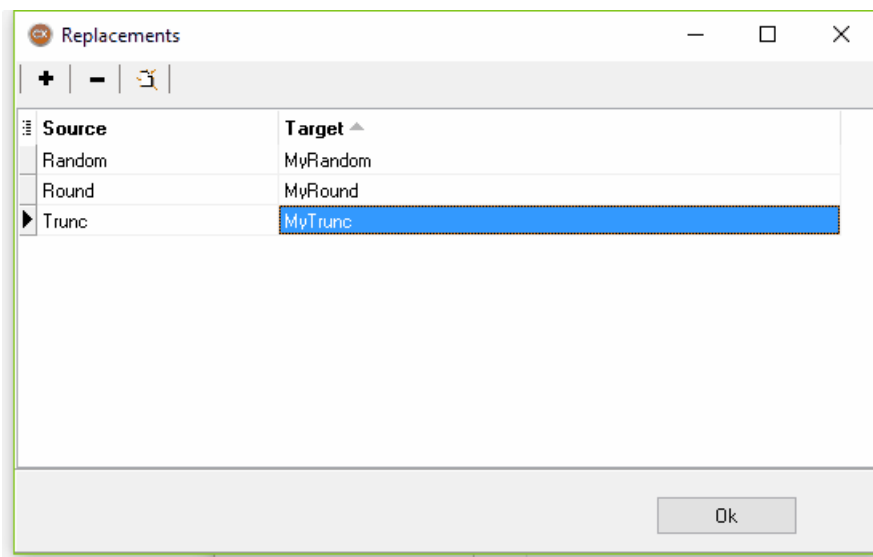 Replacements
Source Target
Random MyRandom
Round MyRound
Trunc MyTrunc
Ok